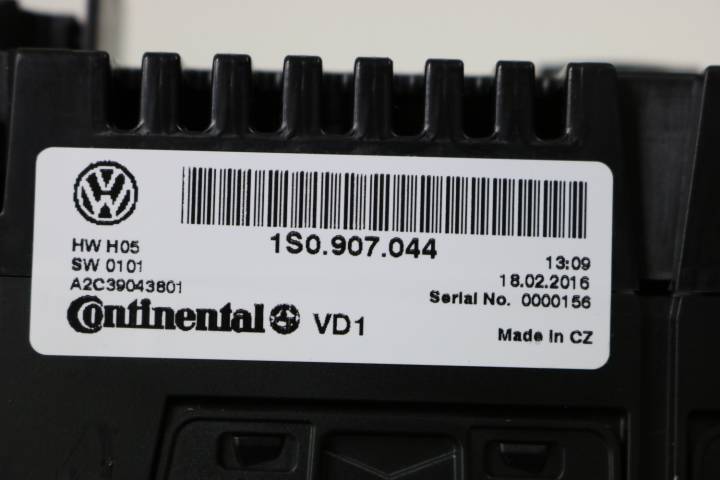 1S0.907.044
HW H05
SW 0101
A2C39043801
13:09
18.02.2016
Serial No. 0000156
Continental VD1
Made in CZ